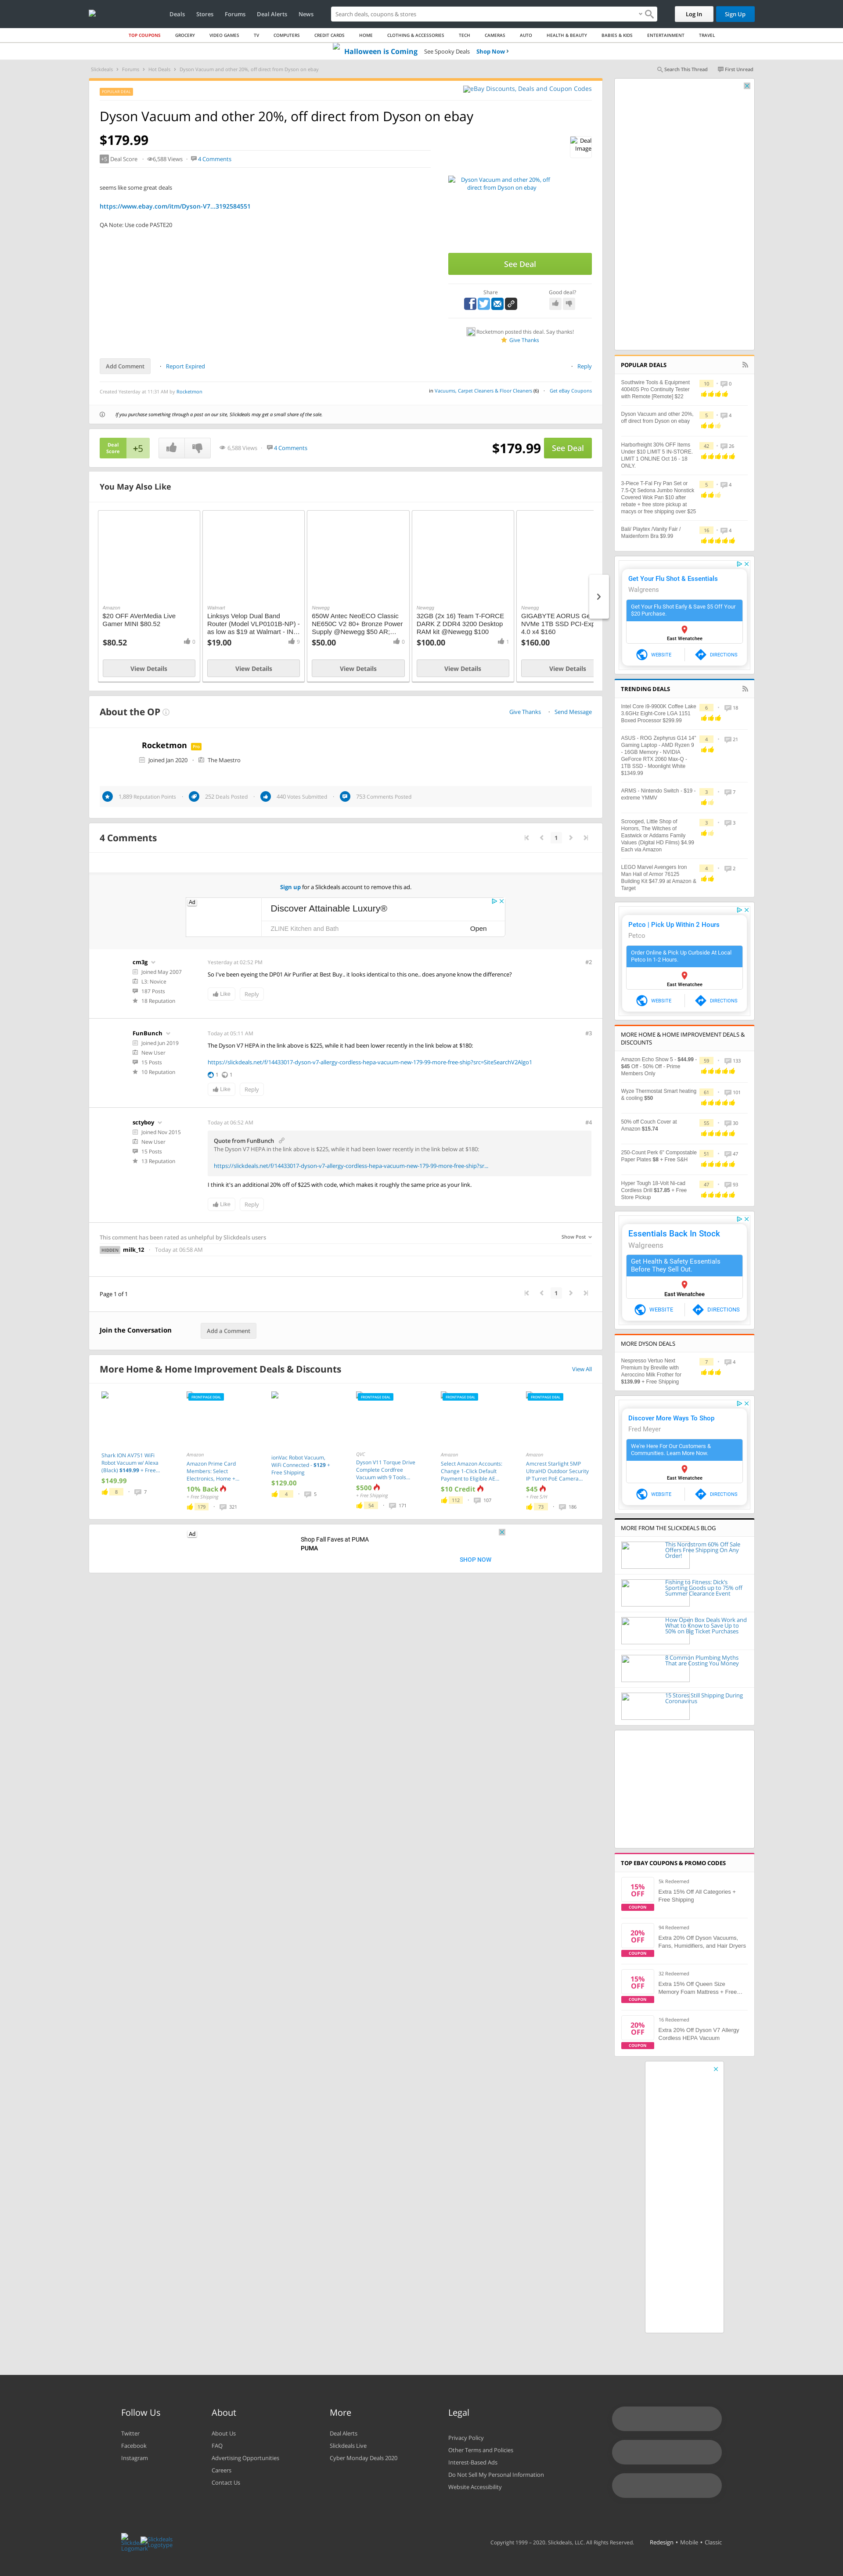 Deals
Stores
Forums
Deal Alerts
News
Search deals, coupons & stores
Log In
Sign Up
TOP COUPONS
GROCERY
VIDEO GAMES
TV
COMPUTERS
CREDIT CARDS
HOME
CLOTHING & ACCESSORIES
TECH
CAMERAS
AUTO
HEALTH & BEAUTY
BABIES & KIDS
ENTERTAINMENT
TRAVEL
Halloween is Coming See Spooky Deals Shop Now ›
Slickdeals
Forums
Hot Deals
Dyson Vacuum and other 20%, off direct from Dyson on ebay
Search This Thread
First Unread
POPULAR DEAL
eBay Discounts, Deals and Coupon Codes
Dyson Vacuum and other 20%, off direct from Dyson on ebay
$179.99
+5 Deal Score
6,588 Views
4 Comments
Deal Image
seems like some great deals
https://www.ebay.com/itm/Dyson-V7...3192584551
QA Note: Use code PASTE20
Dyson Vacuum and other 20%, off
direct from Dyson on ebay
See Deal
Share
Good deal?
Rocketmon posted this deal. Say thanks!
Give Thanks
Add Comment
Report Expired
Reply
Created Yesterday at 11:31 AM by Rocketmon
in Vacuums, Carpet Cleaners & Floor Cleaners (6)
Get eBay Coupons
If you purchase something through a post on our site, Slickdeals may get a small share of the sale.
Deal Score
+5
6,588 Views
4 Comments
$179.99
See Deal
You May Also Like
Amazon
$20 OFF AVerMedia Live
Gamer MINI $80.52
$80.52
0
View Details
Walmart
Linksys Velop Dual Band
Router (Model VLP0101B-NP) -
as low as $19 at Walmart - IN...
$19.00
0
View Details
Newegg
650W Antec NeoECO Classic
NE650C V2 80+ Bronze Power
Supply @Newegg $50 AR;...
$50.00
0
View Details
Newegg
32GB (2x 16) Team T-FORCE
DARK Z DDR4 3200 Desktop
RAM kit @Newegg $100
$100.00
1
View Details
Newegg
GIGABYTE AORUS Ge
NVMe 1TB SSD PCI-Exp
4.0 x4 $160
$160.00
View Details
About the OP
Give Thanks
Send Message
Rocketmon
Pro
Joined Jan 2020
The Maestro
1,889 Reputation Points
252 Deals Posted
440 Votes Submitted
753 Comments Posted
4 Comments
1
Sign up for a Slickdeals account to remove this ad.
Ad
Discover Attainable Luxury®
ZLINE Kitchen and Bath
Open
cm3g
Joined May 2007
L3: Novice
187 Posts
18 Reputation
Yesterday at 02:52 PM
#2
So I've been eyeing the DP01 Air Purifier at Best Buy., it looks identical to this one.. does anyone know the difference?
Like
Reply
FunBunch
Joined Jun 2019
New User
15 Posts
10 Reputation
Today at 05:11 AM
#3
The Dyson V7 HEPA in the link above is $225, while it had been lower recently in the link below at $180:
https://slickdeals.net/f/14433017-dyson-v7-allergy-cordless-hepa-vacuum-new-179-99-more-free-ship?src=SiteSearchV2Algo1
1
1
Like
Reply
sctyboy
Joined Nov 2015
New User
15 Posts
13 Reputation
Today at 06:52 AM
#4
Quote from FunBunch
The Dyson V7 HEPA in the link above is $225, while it had been lower recently in the link below at $180:
https://slickdeals.net/f/14433017-dyson-v7-allergy-cordless-hepa-vacuum-new-179-99-more-free-ship?sr...
I think it's an additional 20% off of $225 with code, which makes it roughly the same price as your link.
Like
Reply
This comment has been rated as unhelpful by Slickdeals users
Show Post
HIDDEN milk_12
Today at 06:58 AM
Page 1 of 1
1
Join the Conversation
Add a Comment
More Home & Home Improvement Deals & Discounts
View All
Shark ION AV751 WiFi
Robot Vacuum w/ Alexa
(Black) $149.99 + Free...
$149.99
8
7
FRONTPAGE DEAL
Amazon
Amazon Prime Card
Members: Select
Electronics, Home +...
10% Back
+ Free Shipping
179
321
ionVac Robot Vacuum,
WiFi Connected - $129 +
Free Shipping
$129.00
4
5
FRONTPAGE DEAL
QVC
Dyson V11 Torque Drive
Complete Cordfree
Vacuum with 9 Tools...
$500
+ Free Shipping
54
171
FRONTPAGE DEAL
Amazon
Select Amazon Accounts:
Change 1-Click Default
Payment to Eligible AE...
$10 Credit
112
107
FRONTPAGE DEAL
Amazon
Amcrest Starlight 5MP
UltraHD Outdoor Security
IP Turret PoE Camera...
$45
+ Free S/H
73
186
Ad
Shop Fall Faves at PUMA
PUMA
SHOP NOW
POPULAR DEALS
Southwire Tools & Equipment
40040S Pro Continuity Tester
with Remote [Remote] $22
10
0
Dyson Vacuum and other 20%,
off direct from Dyson on ebay
5
4
Harborfreight 30% OFF Items
Under $10 LIMIT 5 IN-STORE.
LIMIT 1 ONLINE Oct 16 - 18
ONLY.
42
26
3-Piece T-Fal Fry Pan Set or
7.5-Qt Sedona Jumbo Nonstick
Covered Wok Pan $10 after
rebate + free store pickup at
macys or free shipping over $25
5
4
Bali/ Playtex /Vanity Fair /
Maidenform Bra $9.99
16
4
Get Your Flu Shot & Essentials
Walgreens
Get Your Flu Shot Early & Save $5 Off Your
$20 Purchase.
East Wenatchee
WEBSITE
DIRECTIONS
TRENDING DEALS
Intel Core i9-9900K Coffee Lake
3.6GHz Eight-Core LGA 1151
Boxed Processor $299.99
6
18
ASUS - ROG Zephyrus G14 14"
Gaming Laptop - AMD Ryzen 9
- 16GB Memory - NVIDIA
GeForce RTX 2060 Max-Q -
1TB SSD - Moonlight White
$1349.99
4
21
ARMS - Nintendo Switch - $19 -
extreme YMMV
3
7
Scrooged, Little Shop of
Horrors, The Witches of
Eastwick or Addams Family
Values (Digital HD Films) $4.99
Each via Amazon
3
3
LEGO Marvel Avengers Iron
Man Hall of Armor 76125
Building Kit $47.99 at Amazon &
Target
4
2
Petco | Pick Up Within 2 Hours
Petco
Order Online & Pick Up Curbside At Local
Petco In 1-2 Hours.
East Wenatchee
WEBSITE
DIRECTIONS
MORE HOME & HOME IMPROVEMENT DEALS &
DISCOUNTS
Amazon Echo Show 5 - $44.99 -
$45 Off - 50% Off - Prime
Members Only
59
133
Wyze Thermostat Smart heating
& cooling $50
61
101
50% off Couch Cover at
Amazon $15.74
55
30
250-Count Perk 6" Compostable
Paper Plates $8 + Free S&H
51
47
Hyper Tough 18-Volt Ni-cad
Cordless Drill $17.85 + Free
Store Pickup
47
93
Essentials Back In Stock
Walgreens
Get Health & Safety Essentials
Before They Sell Out.
East Wenatchee
WEBSITE
DIRECTIONS
MORE DYSON DEALS
Nespresso Vertuo Next
Premium by Breville with
Aeroccino Milk Frother for
$139.99 + Free Shipping
7
4
Discover More Ways To Shop
Fred Meyer
We're Here For Our Customers &
Communities. Learn More Now.
East Wenatchee
WEBSITE
DIRECTIONS
MORE FROM THE SLICKDEALS BLOG
This Nordstrom 60% Off Sale
Offers Free Shipping On Any
Order!
Fishing to Fitness: Dick's
Sporting Goods up to 75% off
Summer Clearance Event
How Open Box Deals Work and
What to Know to Save Up to
50% on Big Ticket Purchases
8 Common Plumbing Myths
That are Costing You Money
15 Stores Still Shipping During
Coronavirus
TOP EBAY COUPONS & PROMO CODES
15% OFF
COUPON
5k Redeemed
Extra 15% Off All Categories +
Free Shipping
20% OFF
COUPON
94 Redeemed
Extra 20% Off Dyson Vacuums,
Fans, Humidifiers, and Hair Dryers
15% OFF
COUPON
32 Redeemed
Extra 15% Off Queen Size
Memory Foam Mattress + Free...
20% OFF
COUPON
16 Redeemed
Extra 20% Off Dyson V7 Allergy
Cordless HEPA Vacuum
Follow Us
Twitter
Facebook
Instagram
About
About Us
FAQ
Advertising Opportunities
Careers
Contact Us
More
Deal Alerts
Slickdeals Live
Cyber Monday Deals 2020
Legal
Privacy Policy
Other Terms and Policies
Interest-Based Ads
Do Not Sell My Personal Information
Website Accessibility
Copyright 1999 – 2020. Slickdeals, LLC. All Rights Reserved.
Redesign • Mobile • Classic